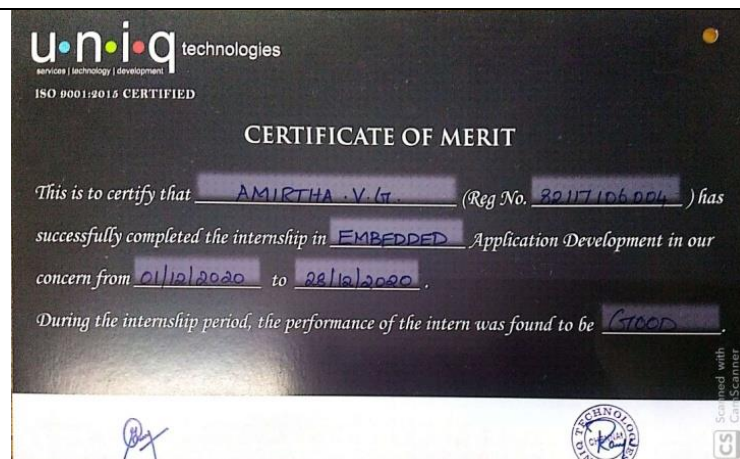 u•n•i•q technologies
services | technology | development
ISO 9001:2015 CERTIFIED
CERTIFICATE OF MERIT
This is to certify that AMIRTHA . V. G. (Reg No. 82117106004 ) has
successfully completed the internship in EMBEDDED Application Development in our
concern from 01/12/2020 to 28/12/2020 .
During the internship period, the performance of the intern was found to be GOOD .
CS Scanned with
CamScanner